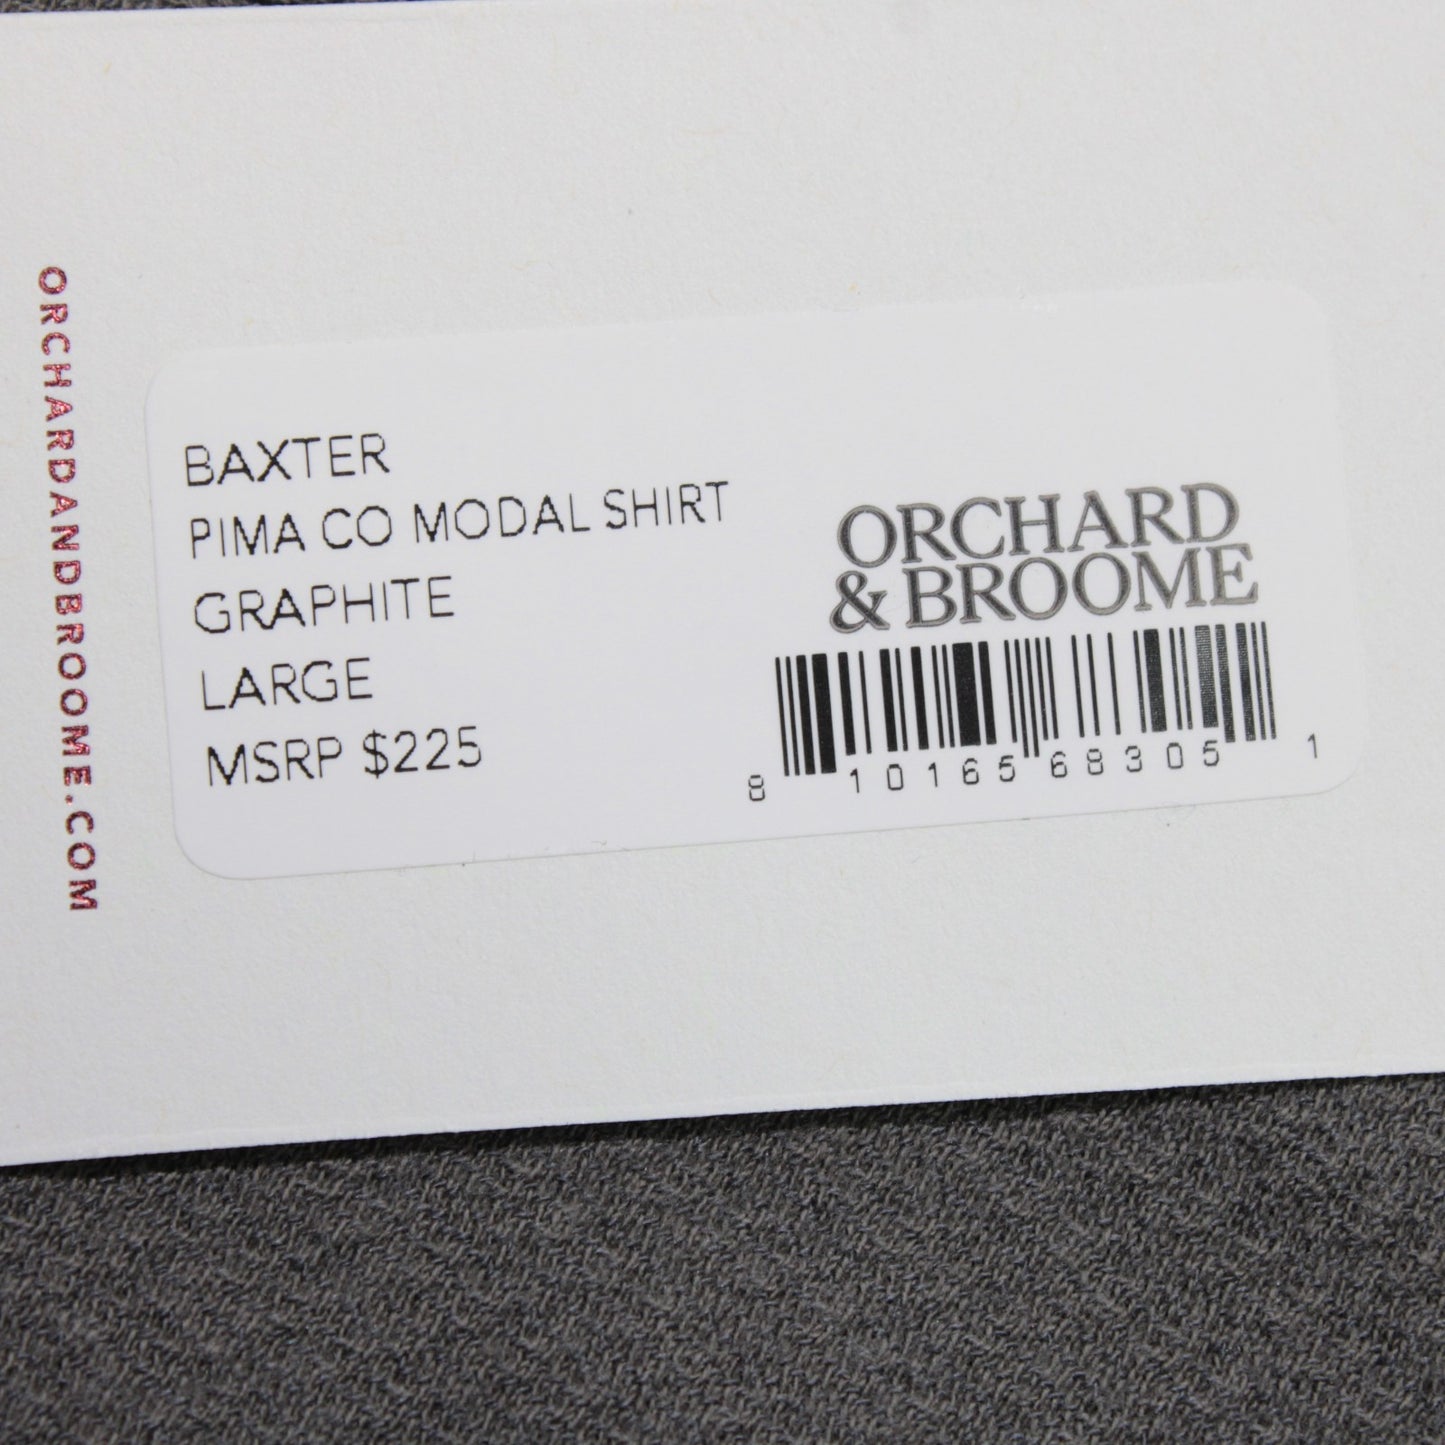 ORCHARDANDBROOME.COM
BAXTER
PIMA CO MODAL SHIRT
GRAPHITE
LARGE
MSRP $225
ORCHARD
& BROOME
8 10165 68305 1